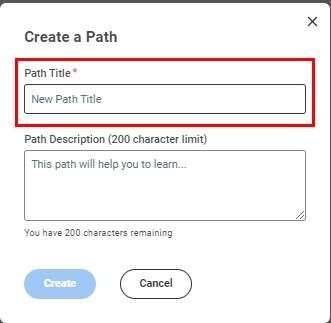 Create a Path
Path Title *
New Path Title
Path Description (200 character limit)
This path will help you to learn...
You have 200 characters remaining
Create Cancel